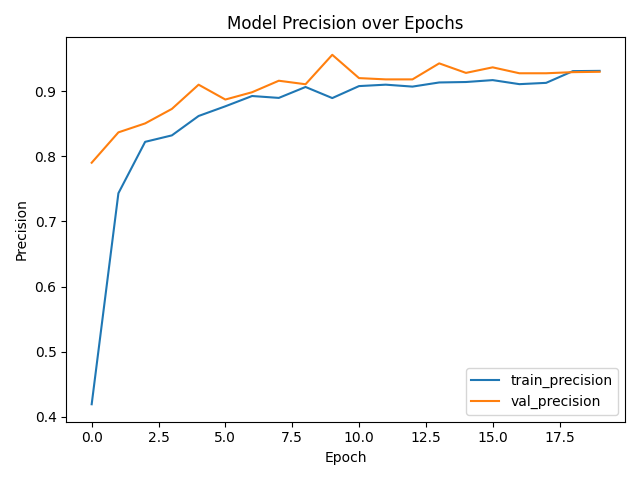 Model Precision over Epochs
Precision
0.9
0.8
0.7
0.6
0.5
0.4
0.0 2.5 5.0 7.5 10.0 12.5 15.0 17.5
Epoch
train_precision
val_precision